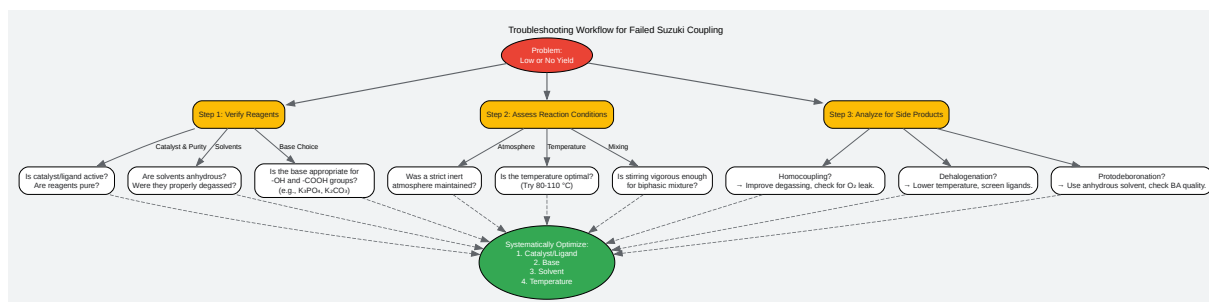 Troubleshooting Workflow for Failed Suzuki Coupling
Problem:
Low or No Yield
Step 1: Verify Reagents
Step 2: Assess Reaction Conditions
Step 3: Analyze for Side Products
Catalyst & Purity
Solvents
Base Choice
Atmosphere
Temperature
Mixing
Is catalyst/ligand active?
Are reagents pure?
Are solvents anhydrous?
Were they properly degassed?
Is the base appropriate for
-OH and -COOH groups?
(e.g., K₃PO₄, K₂CO₃)
Was a strict inert
atmosphere maintained?
Is the temperature optimal?
(Try 80-110 °C)
Is stirring vigorous enough
for biphasic mixture?
Homocoupling?
→ Improve degassing, check for O₂ leak.
Dehalogenation?
→ Lower temperature, screen ligands.
Protodeboronation?
→ Use anhydrous solvent, check BA quality.
Systematically Optimize:
1. Catalyst/Ligand
2. Base
3. Solvent
4. Temperature